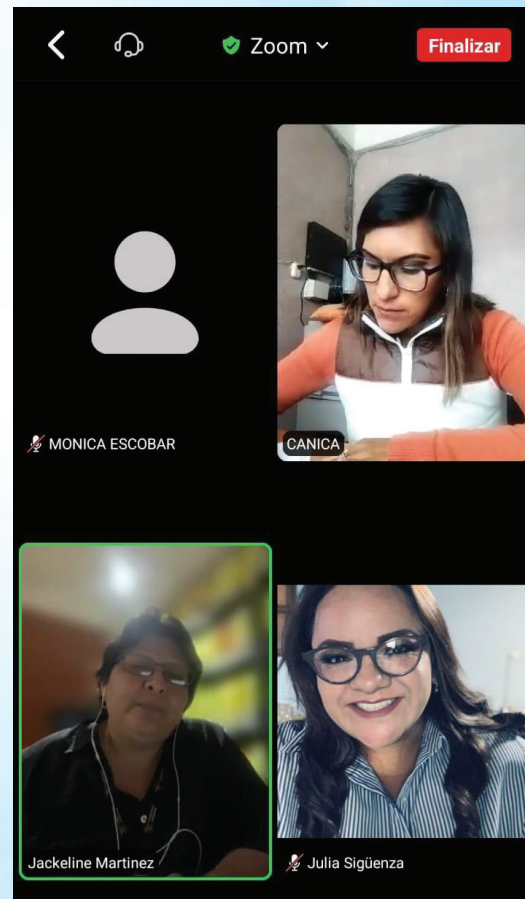 Zoom
Finalizar
MONICA ESCOBAR
CANICA
Jackeline Martinez
Julia Sigüenza